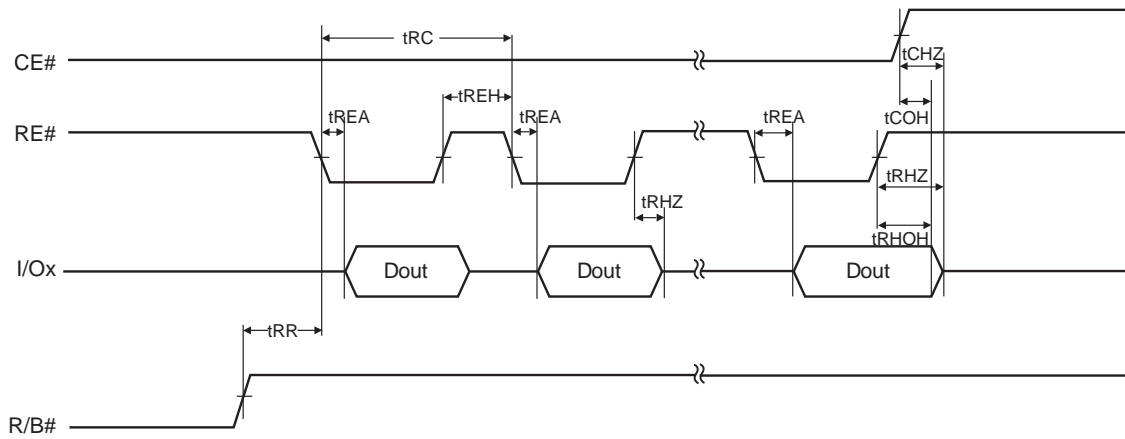 tRC
tCHZ
CE#
tREH
tREA
tREA
tREA
tCOH
RE#
tRHZ
tRHZ
tRHOH
I/Ox
Dout
Dout
Dout
tRR
R/B#